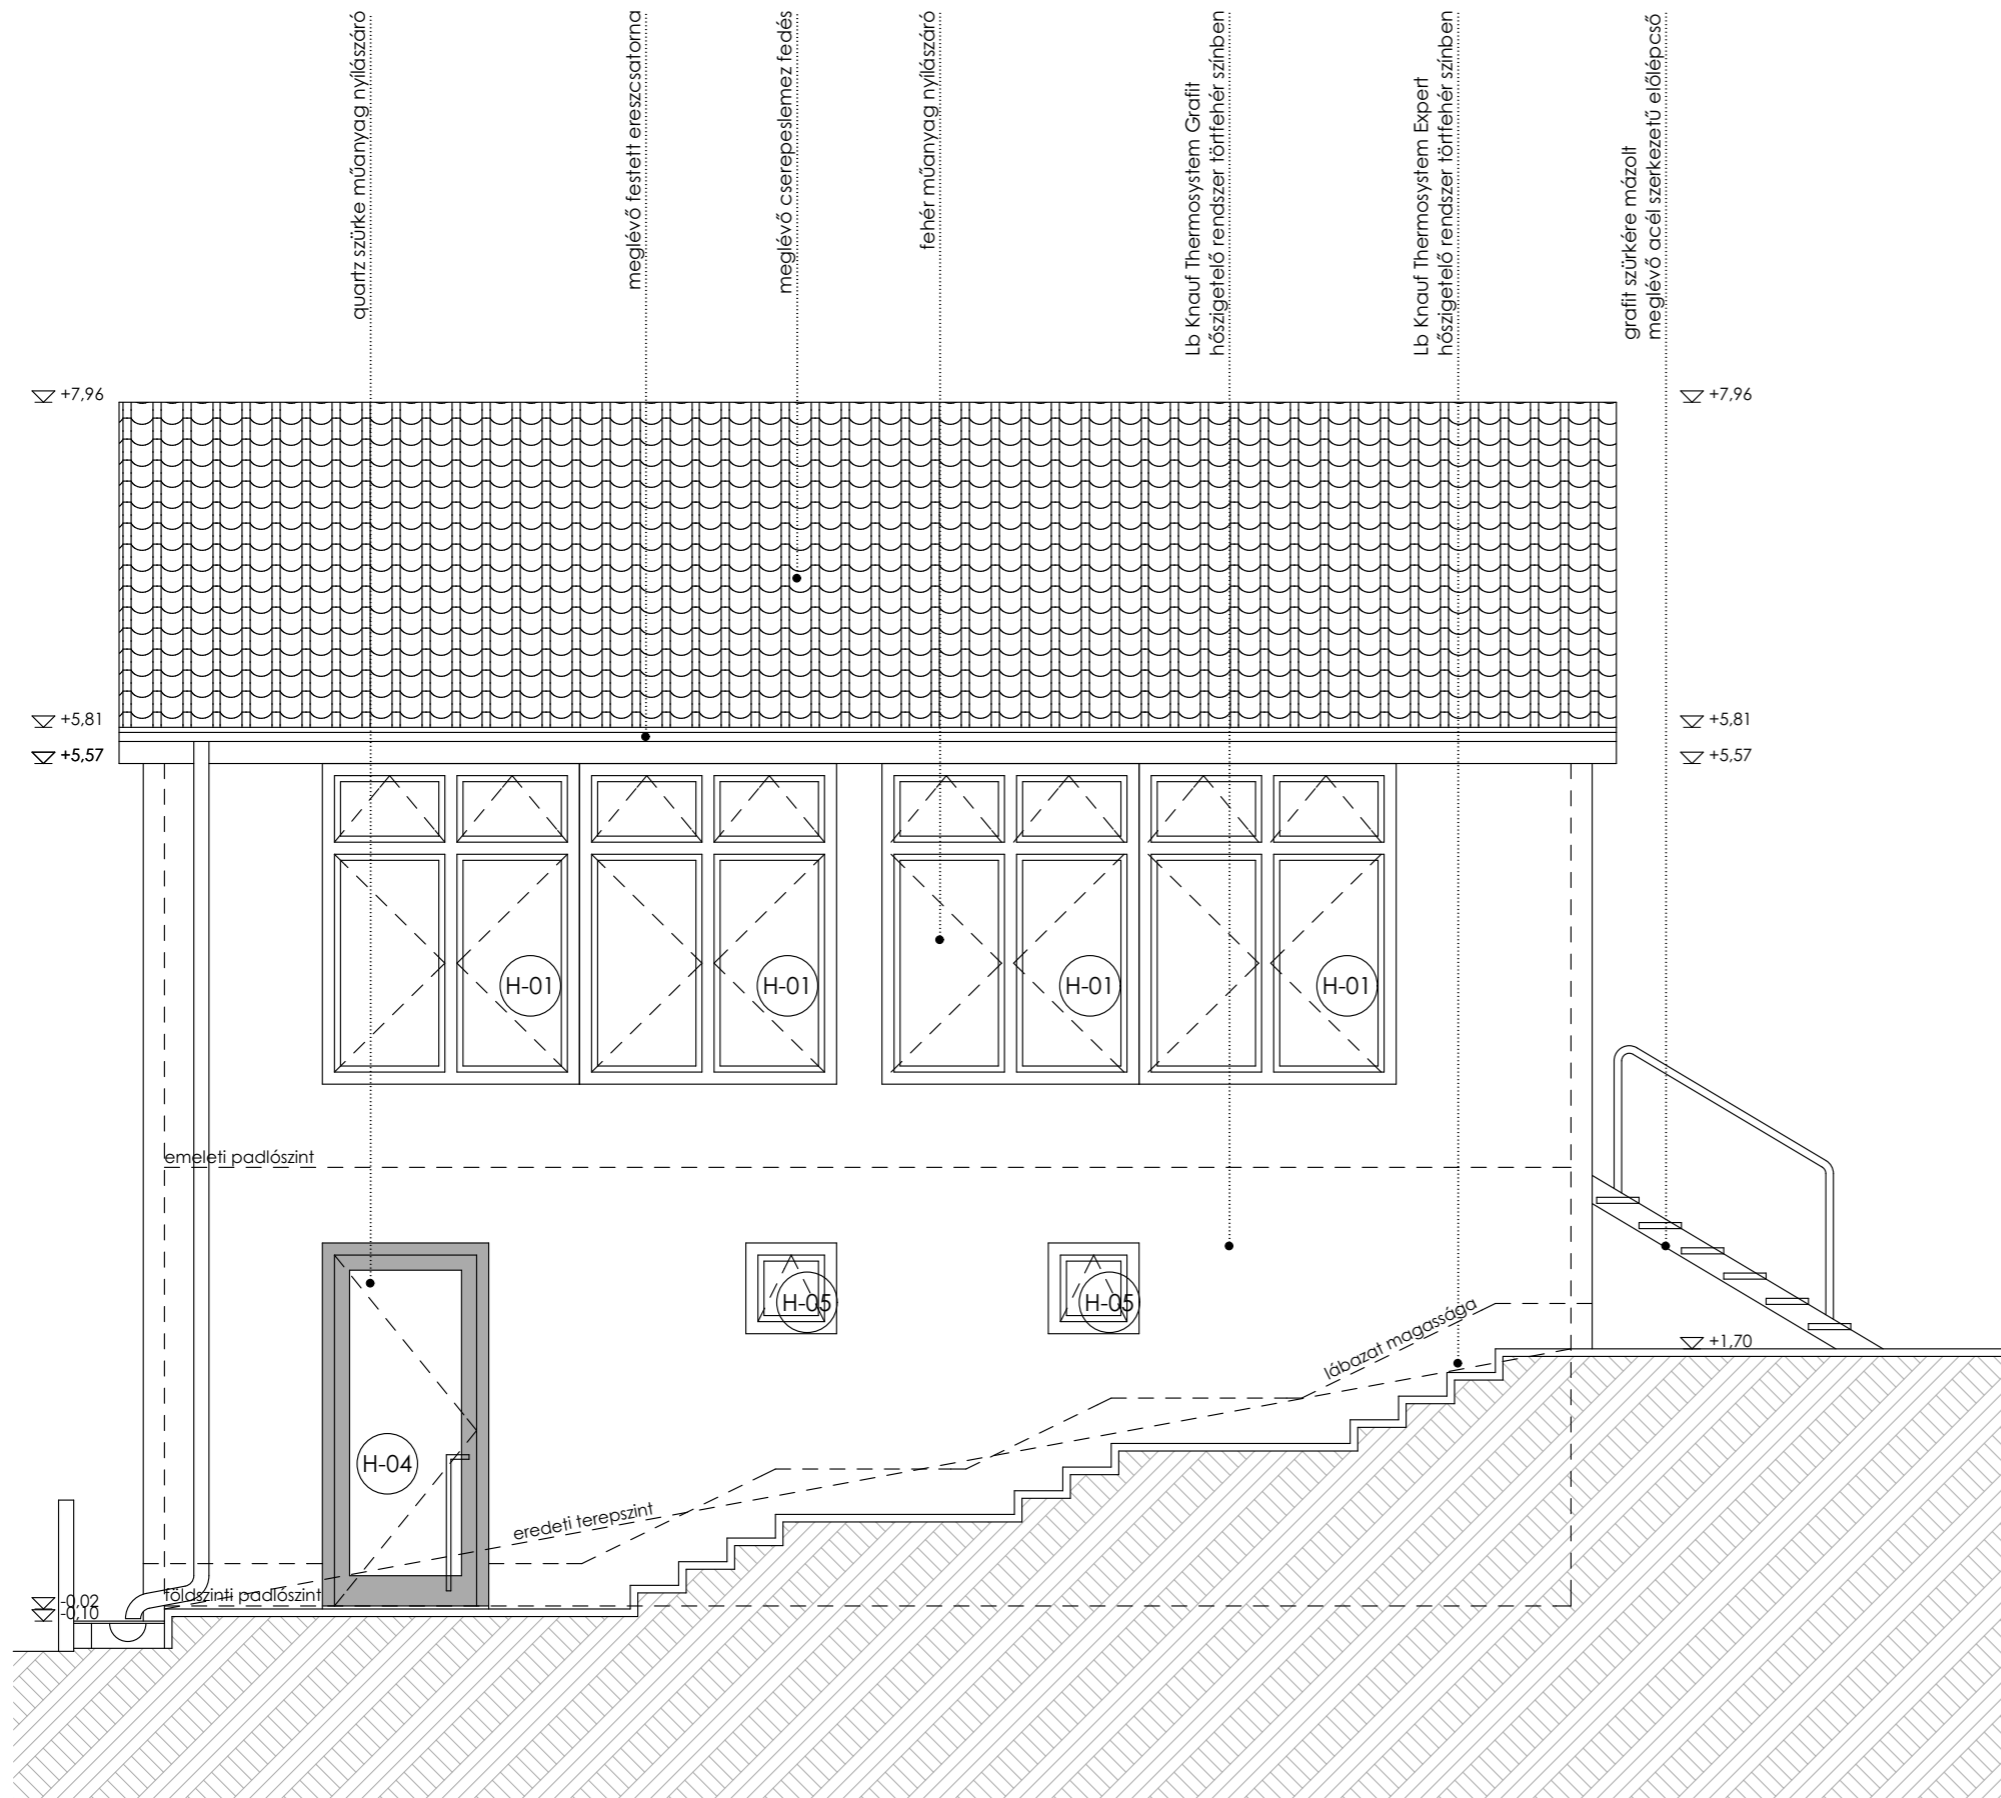 quartz szürke műanyag nyílászáró
meglévő festett ereszcsatorna
meglévő cserepeslemez fedés
fehér műanyag nyílászáró
Lb Knauf Thermosystem Grafit
hőszigetelő rendszer törtfehér színben
Lb Knauf Thermosystem Expert
hőszigetelő rendszer törtfehér színben
grafit szürkére mázolt
meglévő acél szerkezetű előlépcső
+7,96
+7,96
+5,81
+5,81
+5,57
+5,57
H-01
H-01
H-01
H-01
emeleti padlószint
H-05
H-05
lábazat magassága
+1,70
H-04
eredeti terepszint
földszinti padlószint
-0,02
-0,10